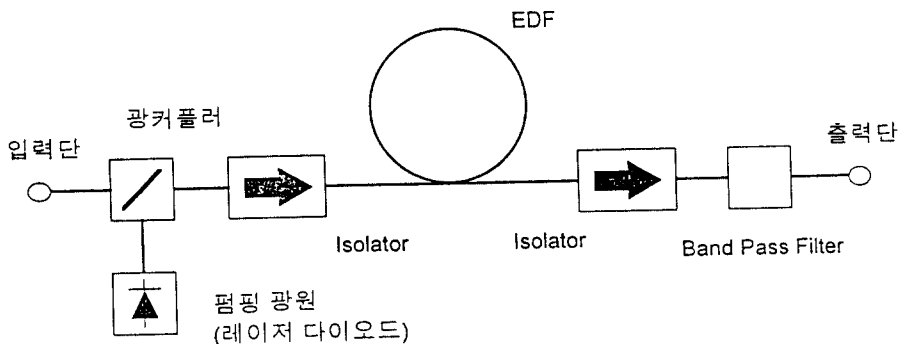 EDF
광커플러
입력단
출력단
Isolator
Isolator
Band Pass Filter
펌핑 광원
(레이저 다이오드)